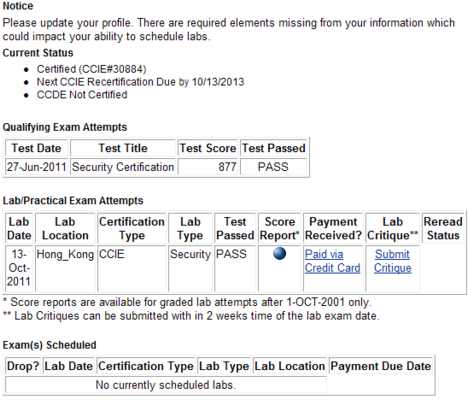 Notice
Please update your profile. There are required elements missing from your information which
could impact your ability to schedule labs.
Current Status
Certified (CCIE#30884)
Next CCIE Recertification Due by 10/13/2013
CCDE Not Certified
Qualifying Exam Attempts
Test Date Test Title Test Score Test Passed
27-Jun-2011 Security Certification 877 PASS
Lab/Practical Exam Attempts
Lab Date Lab Location Certification Type Lab Type Test Passed Score Report* Payment Received? Lab Critique** Reread Status
13-Oct-2011 Hong_Kong CCIE Security PASS Paid via Credit Card Submit Critique
* Score reports are available for graded lab attempts after 1-OCT-2001 only.
** Lab Critiques can be submitted with in 2 weeks time of the lab exam date.
Exam(s) Scheduled
Drop? Lab Date Certification Type Lab Type Lab Location Payment Due Date
No currently scheduled labs.